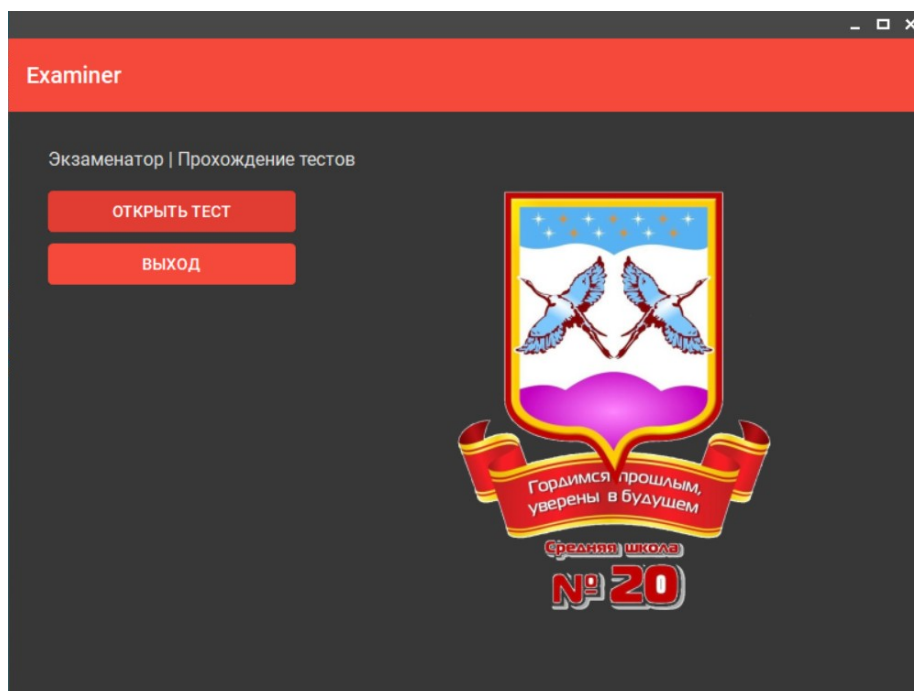 Examiner
Экзаменатор | Прохождение тестов
ОТКРЫТЬ ТЕСТ
ВЫХОД
Гордимся прошлым,
уверены в будущем
Средняя школа
№ 20